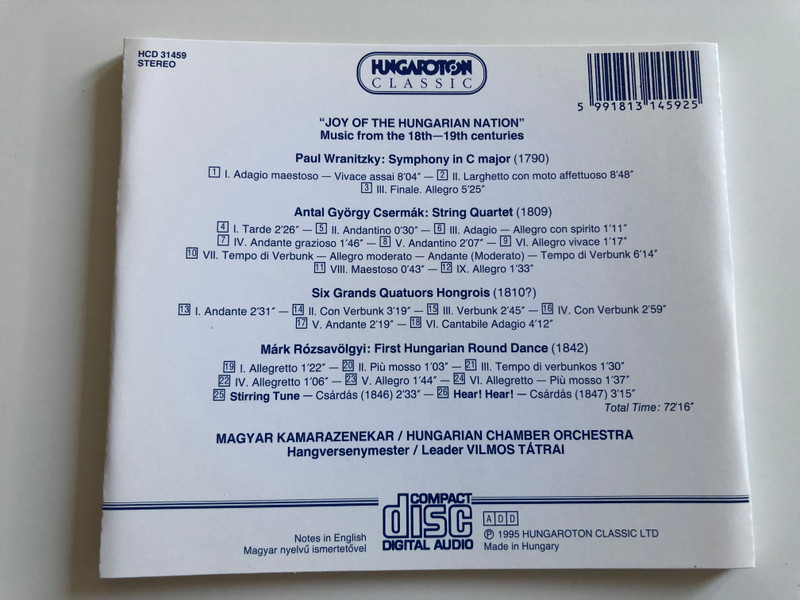 HCD 31459
STEREO
HUNGAROTON
CLASSIC
5 991813 145925
"JOY OF THE HUNGARIAN NATION"
Music from the 18th—19th centuries
Paul Wranitzky: Symphony in C major (1790)
1 I. Adagio maestoso — Vivace assai 8'04" — 2 II. Larghetto con moto affettuoso 8'48"
3 III. Finale. Allegro 5'25"
Antal György Csermák: String Quartet (1809)
4 I. Tarde 2'26" — 5 II. Andantino 0'30" — 6 III. Adagio — Allegro con spirito 1'11"
7 IV. Andante grazioso 1'46" — 8 V. Andantino 2'07" — 9 VI. Allegro vivace 1'17"
10 VII. Tempo di Verbunk — Allegro moderato — Andante (Moderato) — Tempo di Verbunk 6'14"
11 VIII. Maestoso 0'43" — 12 IX. Allegro 1'33"
Six Grands Quatuors Hongrois (1810?)
13 I. Andante 2'31" — 14 II. Con Verbunk 3'19" — 15 III. Verbunk 2'45" — 16 IV. Con Verbunk 2'59"
17 V. Andante 2'19" — 18 VI. Cantabile Adagio 4'12"
Márk Rózsavölgyi: First Hungarian Round Dance (1842)
19 I. Allegretto 1'22" — 20 II. Più mosso 1'03" — 21 III. Tempo di verbunkos 1'30"
22 IV. Allegretto 1'06" — 23 V. Allegro 1'44" — 24 VI. Allegretto — Più mosso 1'37"
25 Stirring Tune — Csárdás (1846) 2'33" — 26 Hear! Hear! — Csárdás (1847) 3'15"
Total Time: 72'16"
MAGYAR KAMARAZENEKAR / HUNGARIAN CHAMBER ORCHESTRA
Hangversenymester / Leader VILMOS TÁTRAI
Notes in English
Magyar nyelvű ismertetővel
COMPACT
disc
DIGITAL AUDIO
ADD
℗ 1995 HUNGAROTON CLASSIC LTD
Made in Hungary